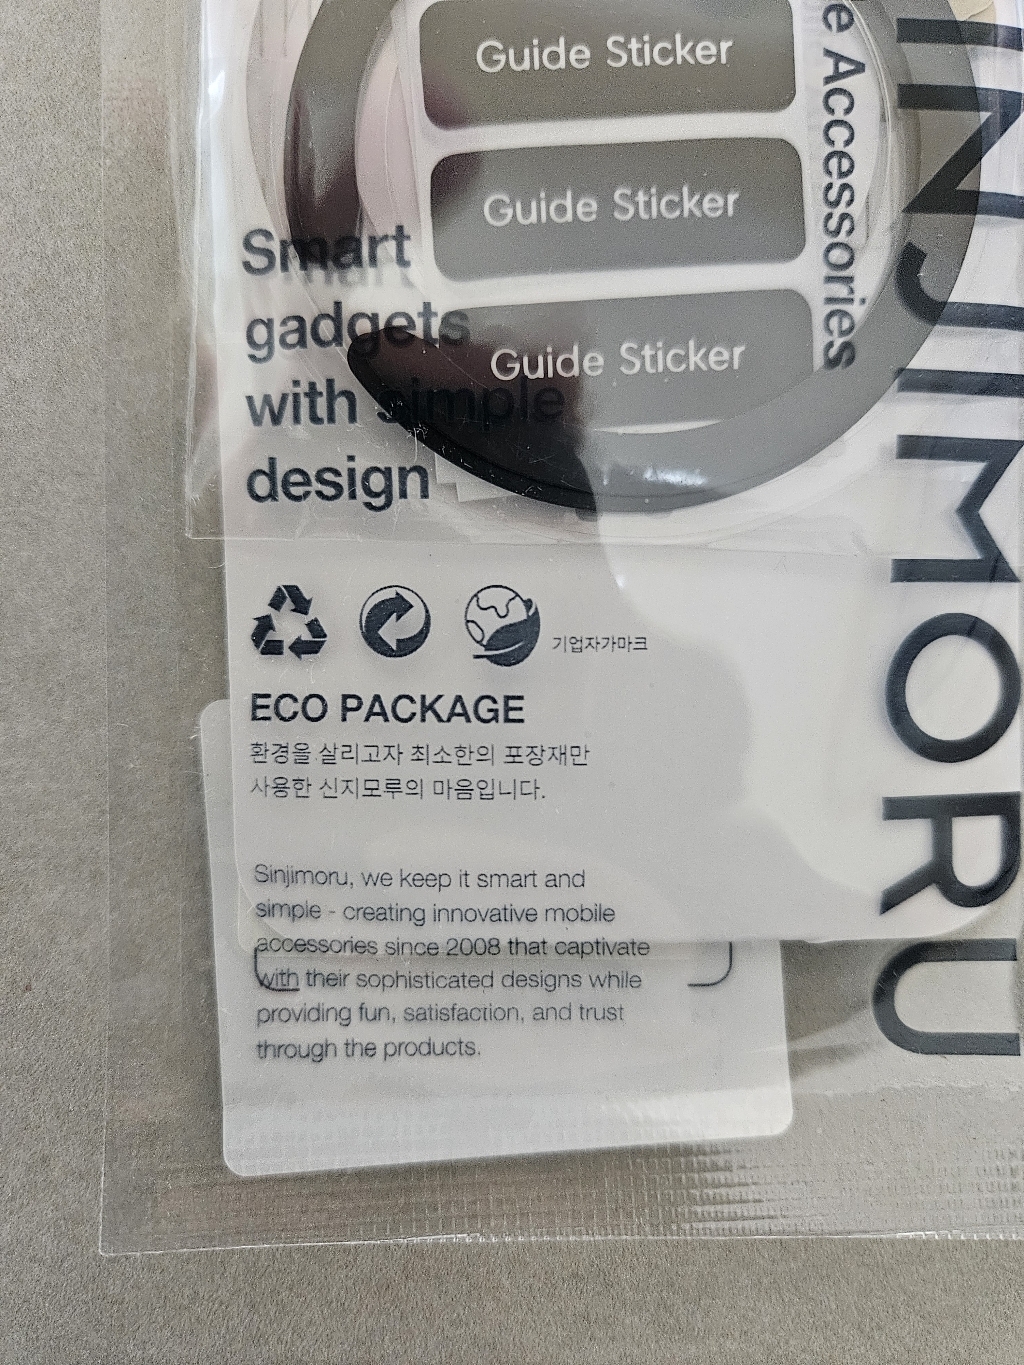 Guide Sticker
Guide Sticker
Guide Sticker
Accessories
Smart
gadgets
with simple
design
기업자가마크
ECO PACKAGE
환경을 살리고자 최소한의 포장재만
사용한 신지모루의 마음입니다.
Sinjimoru, we keep it smart and
simple - creating innovative mobile
accessories since 2008 that captivate
with their sophisticated designs while
providing fun, satisfaction, and trust
through the products.
INJIMORU